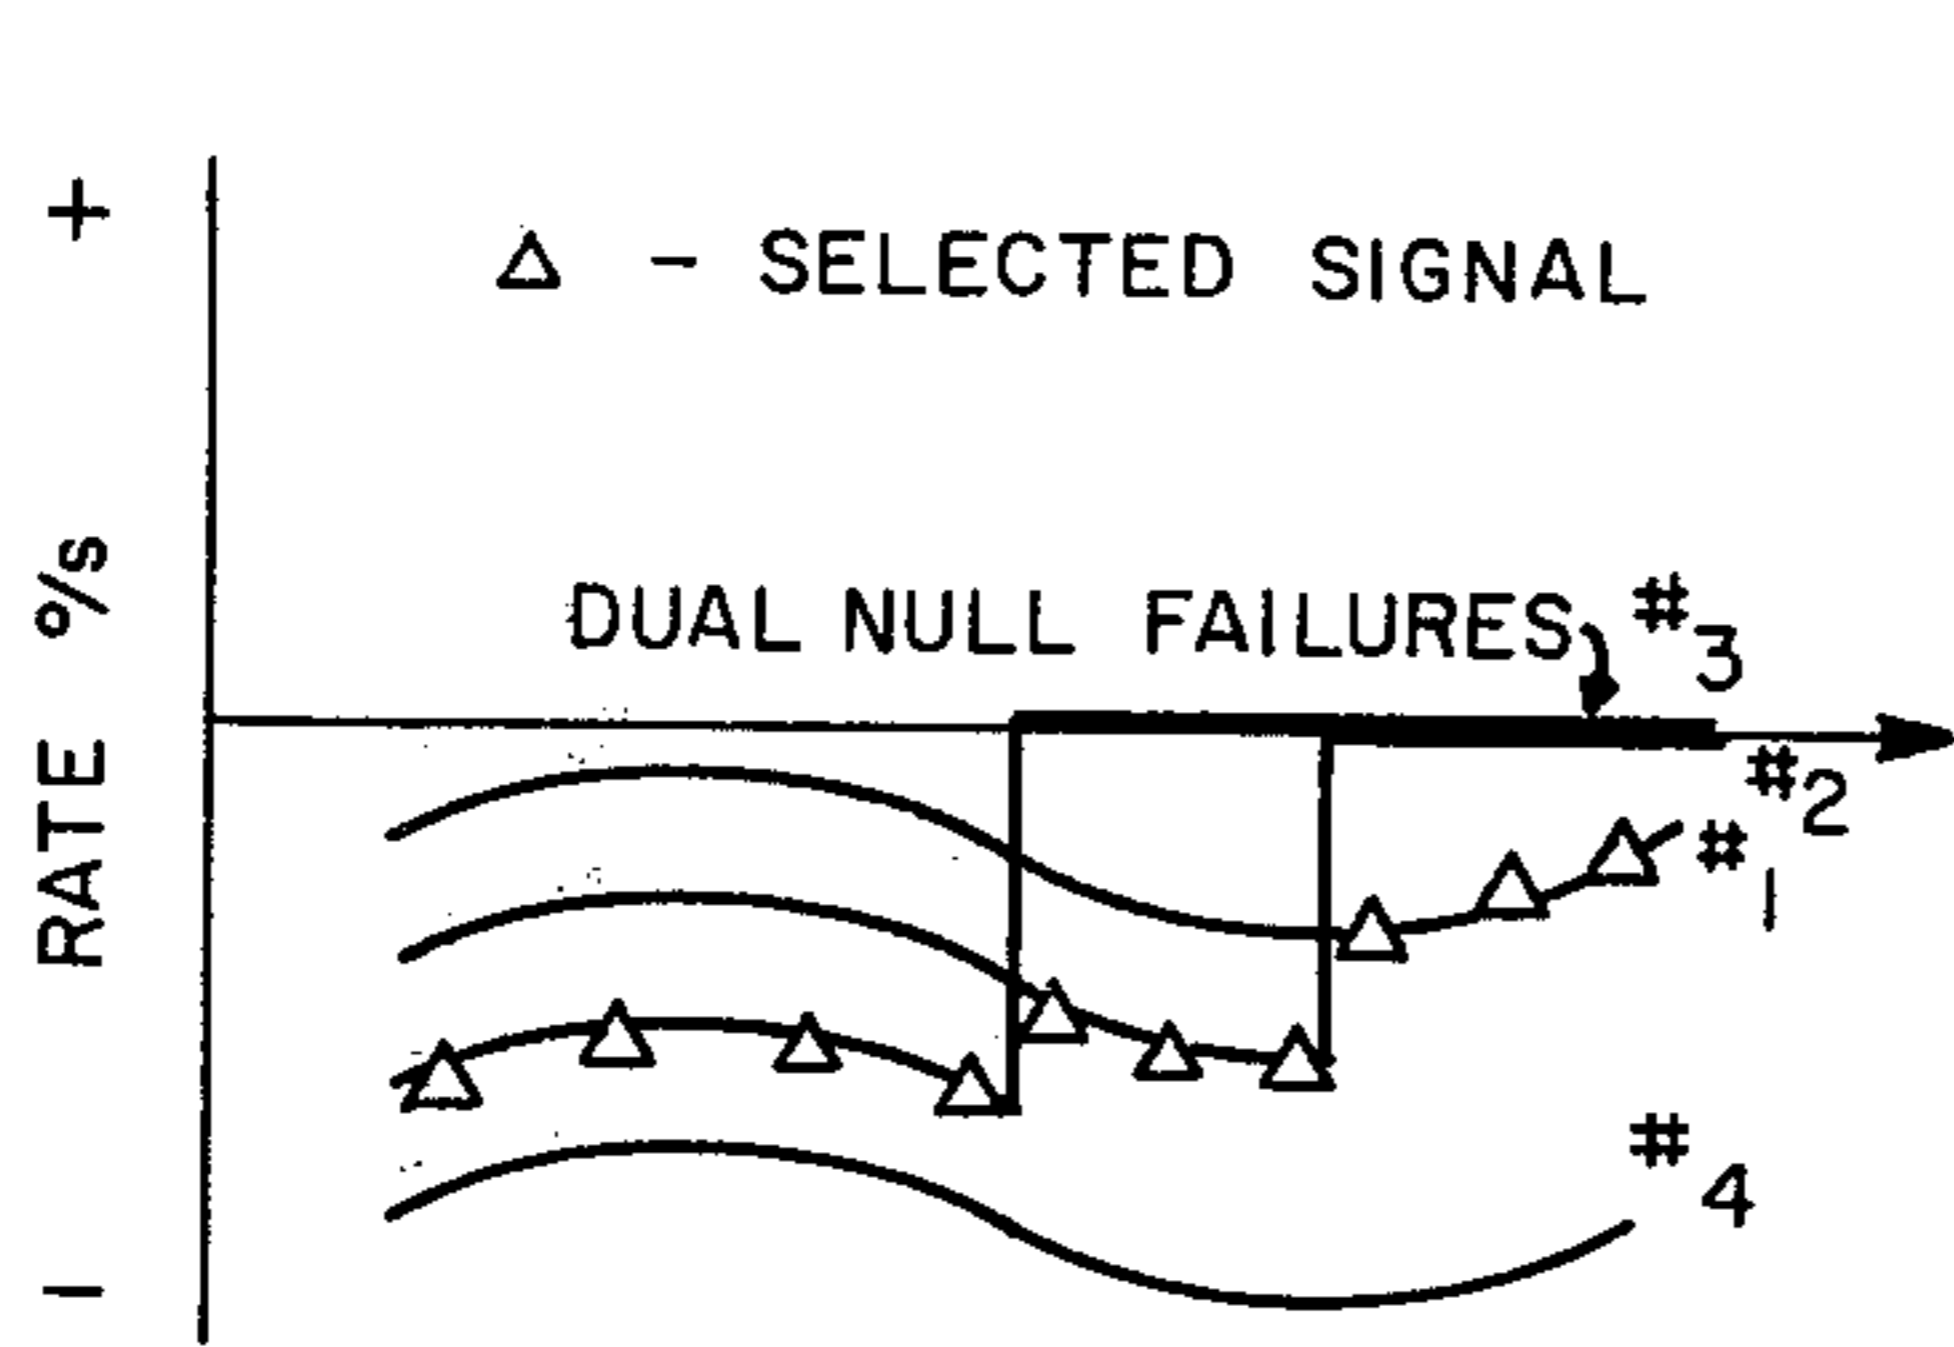 +
△ - SELECTED SIGNAL
RATE %/s
DUAL NULL FAILURES
#3
#2
#1
#4
-